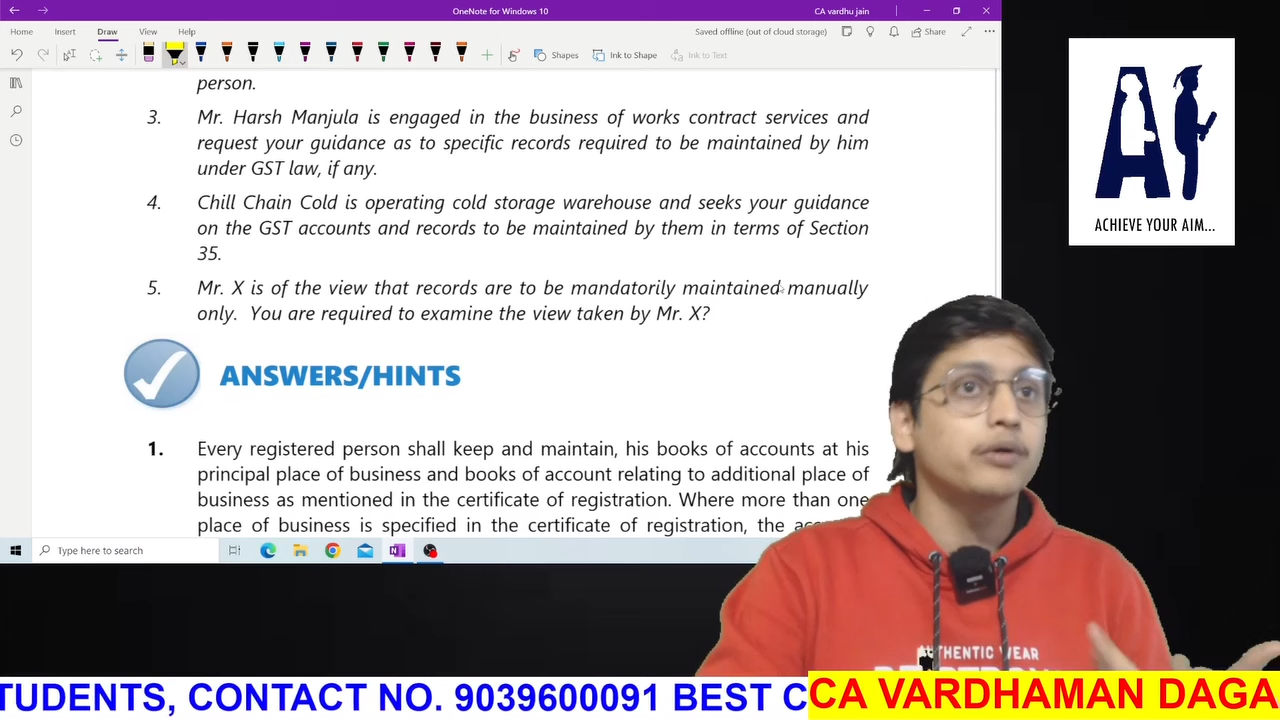 OneNote for Windows 10
CA vardhu jain
Home Insert Draw View Help
Saved offline (out of cloud storage)
Share
Shapes
Ink to Shape
Ink to Text
person.
3. Mr. Harsh Manjula is engaged in the business of works contract services and
request your guidance as to specific records required to be maintained by him
under GST law, if any.
4. Chill Chain Cold is operating cold storage warehouse and seeks your guidance
on the GST accounts and records to be maintained by them in terms of Section
35.
5. Mr. X is of the view that records are to be mandatorily maintained manually
only. You are required to examine the view taken by Mr. X?
ANSWERS/HINTS
1. Every registered person shall keep and maintain, his books of accounts at his
principal place of business and books of account relating to additional place of
business as mentioned in the certificate of registration. Where more than one
place of business is specified in the certificate of registration, the
Type here to search
A
ACHIEVE YOUR AIM...
THENTIC WEAR
TUDENTS, CONTACT NO. 9039600091 BEST C
CA VARDHAMAN DAGA